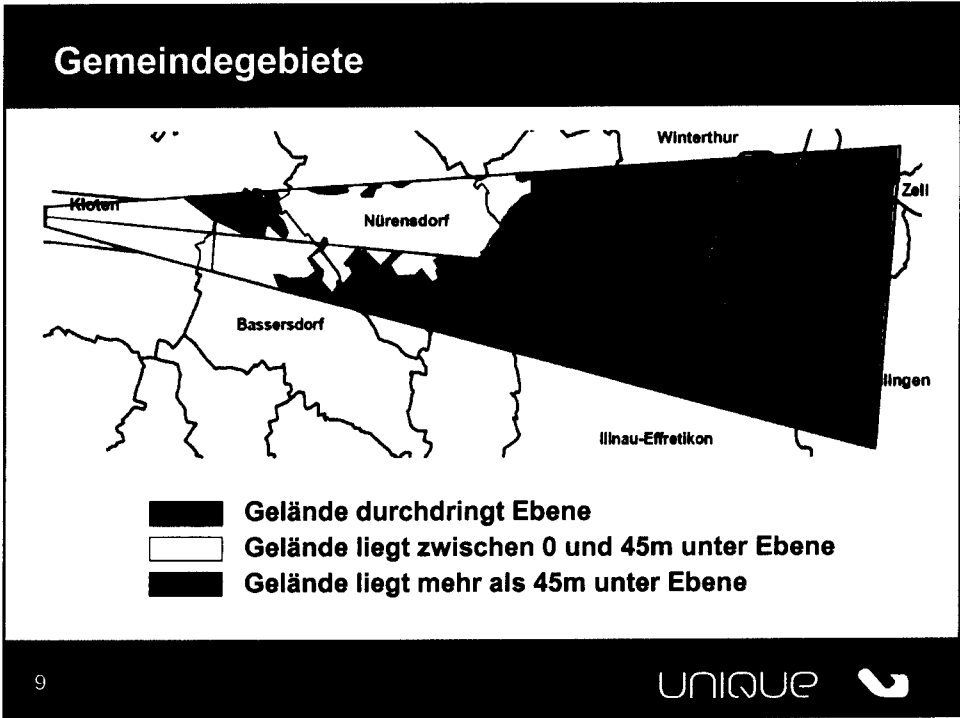 Gemeindegebiete
Winterthur
Kloten
Zell
Nürensdorf
Bassersdorf
lingen
Illnau-Effretikon
Gelände durchdringt Ebene
Gelände liegt zwischen 0 und 45m unter Ebene
Gelände liegt mehr als 45m unter Ebene
9
UNIQUE